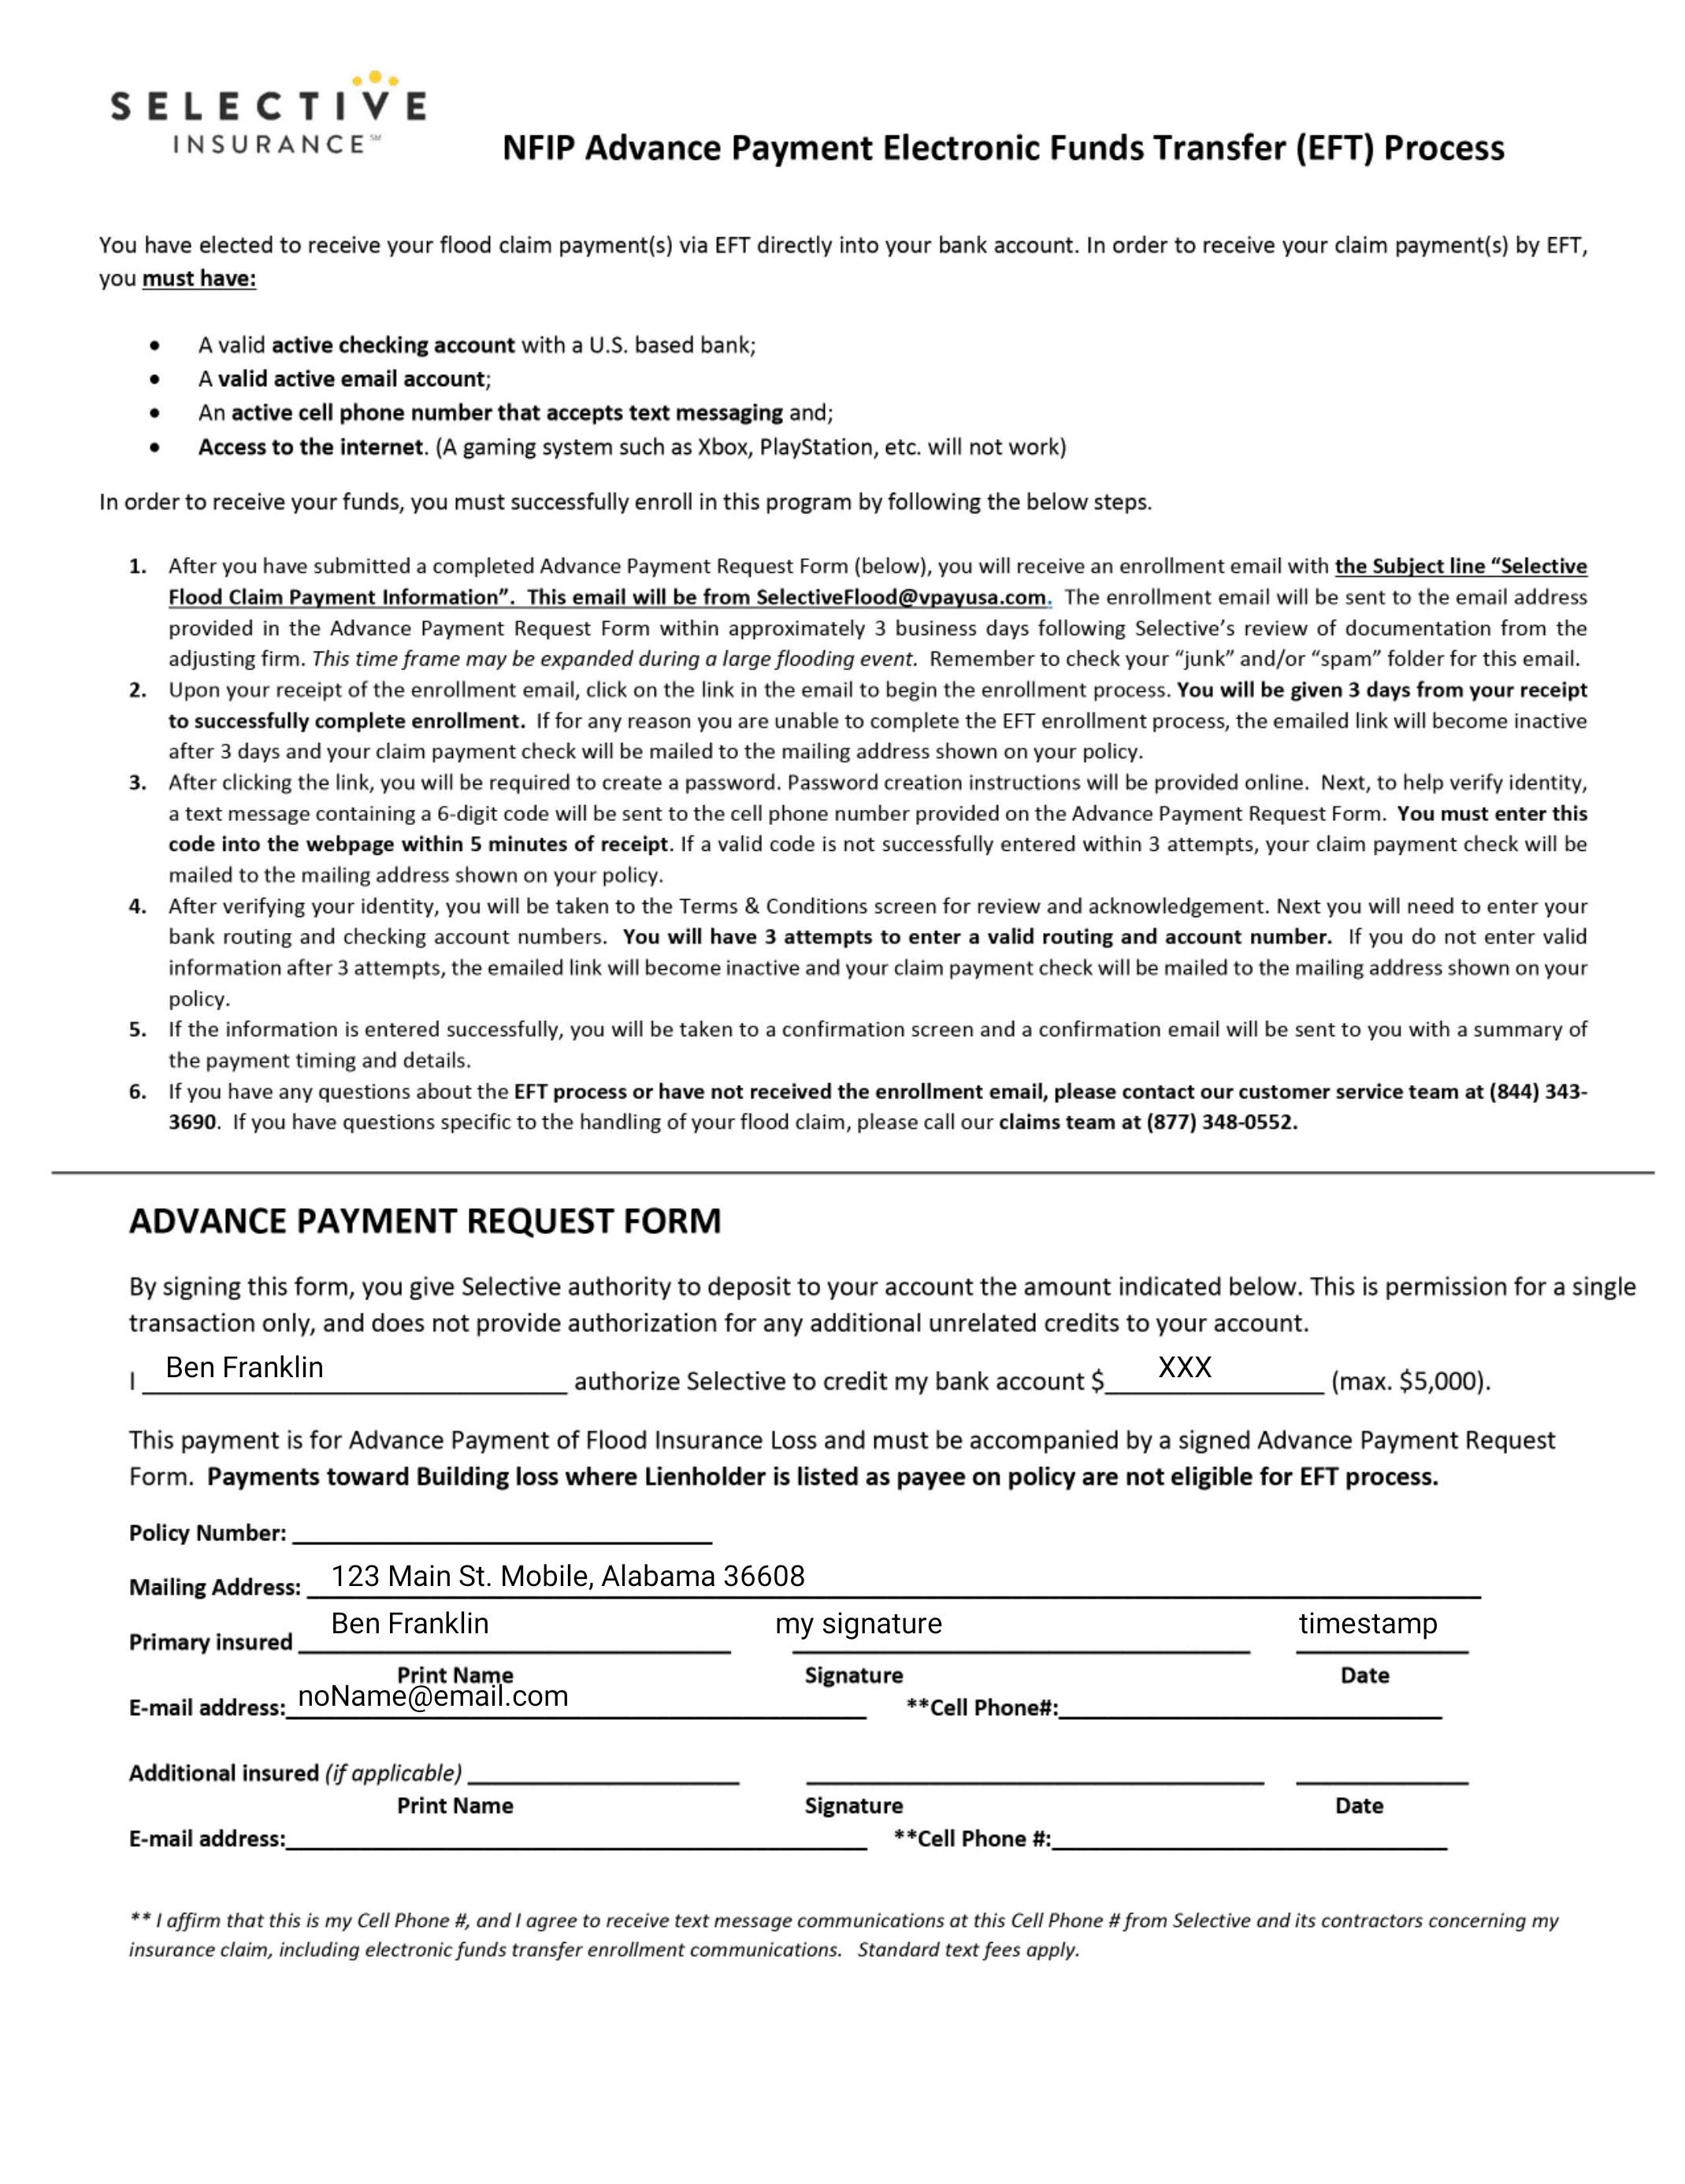 SELECTIVE
INSURANCE℠
NFIP Advance Payment Electronic Funds Transfer (EFT) Process
You have elected to receive your flood claim payment(s) via EFT directly into your bank account. In order to receive your claim payment(s) by EFT,
you must have:
• A valid active checking account with a U.S. based bank;
• A valid active email account;
• An active cell phone number that accepts text messaging and;
• Access to the internet. (A gaming system such as Xbox, PlayStation, etc. will not work)
In order to receive your funds, you must successfully enroll in this program by following the below steps.
1. After you have submitted a completed Advance Payment Request Form (below), you will receive an enrollment email with the Subject line “Selective
Flood Claim Payment Information”. This email will be from SelectiveFlood@vpayusa.com. The enrollment email will be sent to the email address
provided in the Advance Payment Request Form within approximately 3 business days following Selective’s review of documentation from the
adjusting firm. This time frame may be expanded during a large flooding event. Remember to check your “junk” and/or “spam” folder for this email.
2. Upon your receipt of the enrollment email, click on the link in the email to begin the enrollment process. You will be given 3 days from your receipt
to successfully complete enrollment. If for any reason you are unable to complete the EFT enrollment process, the emailed link will become inactive
after 3 days and your claim payment check will be mailed to the mailing address shown on your policy.
3. After clicking the link, you will be required to create a password. Password creation instructions will be provided online. Next, to help verify identity,
a text message containing a 6-digit code will be sent to the cell phone number provided on the Advance Payment Request Form. You must enter this
code into the webpage within 5 minutes of receipt. If a valid code is not successfully entered within 3 attempts, your claim payment check will be
mailed to the mailing address shown on your policy.
4. After verifying your identity, you will be taken to the Terms & Conditions screen for review and acknowledgement. Next you will need to enter your
bank routing and checking account numbers. You will have 3 attempts to enter a valid routing and account number. If you do not enter valid
information after 3 attempts, the emailed link will become inactive and your claim payment check will be mailed to the mailing address shown on your
policy.
5. If the information is entered successfully, you will be taken to a confirmation screen and a confirmation email will be sent to you with a summary of
the payment timing and details.
6. If you have any questions about the EFT process or have not received the enrollment email, please contact our customer service team at (844) 343-
3690. If you have questions specific to the handling of your flood claim, please call our claims team at (877) 348-0552.
ADVANCE PAYMENT REQUEST FORM
By signing this form, you give Selective authority to deposit to your account the amount indicated below. This is permission for a single
transaction only, and does not provide authorization for any additional unrelated credits to your account.
I Ben Franklin authorize Selective to credit my bank account $ XXX (max. $5,000).
This payment is for Advance Payment of Flood Insurance Loss and must be accompanied by a signed Advance Payment Request
Form. Payments toward Building loss where Lienholder is listed as payee on policy are not eligible for EFT process.
Policy Number:
Mailing Address: 123 Main St. Mobile, Alabama 36608
Primary insured Ben Franklin my signature timestamp
Print Name Signature Date
E-mail address: noName@email.com **Cell Phone#:
Additional insured (if applicable)
Print Name Signature Date
E-mail address: **Cell Phone #:
** I affirm that this is my Cell Phone #, and I agree to receive text message communications at this Cell Phone # from Selective and its contractors concerning my
insurance claim, including electronic funds transfer enrollment communications. Standard text fees apply.